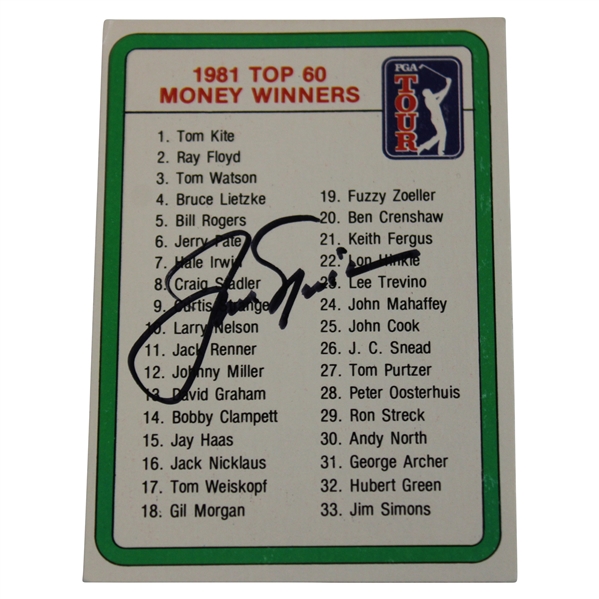 1981 TOP 60
MONEY WINNERS
PGA
TOUR
1. Tom Kite
2. Ray Floyd
3. Tom Watson
4. Bruce Lietzke
5. Bill Rogers
6. Jerry Pate
7. Hale Irwin
8. Craig Stadler
9. Curtis Strange
10. Larry Nelson
11. Jack Renner
12. Johnny Miller
13. David Graham
14. Bobby Clampett
15. Jay Haas
16. Jack Nicklaus
17. Tom Weiskopf
18. Gil Morgan
19. Fuzzy Zoeller
20. Ben Crenshaw
21. Keith Fergus
22. Lon Hinkle
23. Lee Trevino
24. John Mahaffey
25. John Cook
26. J. C. Snead
27. Tom Purtzer
28. Peter Oosterhuis
29. Ron Streck
30. Andy North
31. George Archer
32. Hubert Green
33. Jim Simons